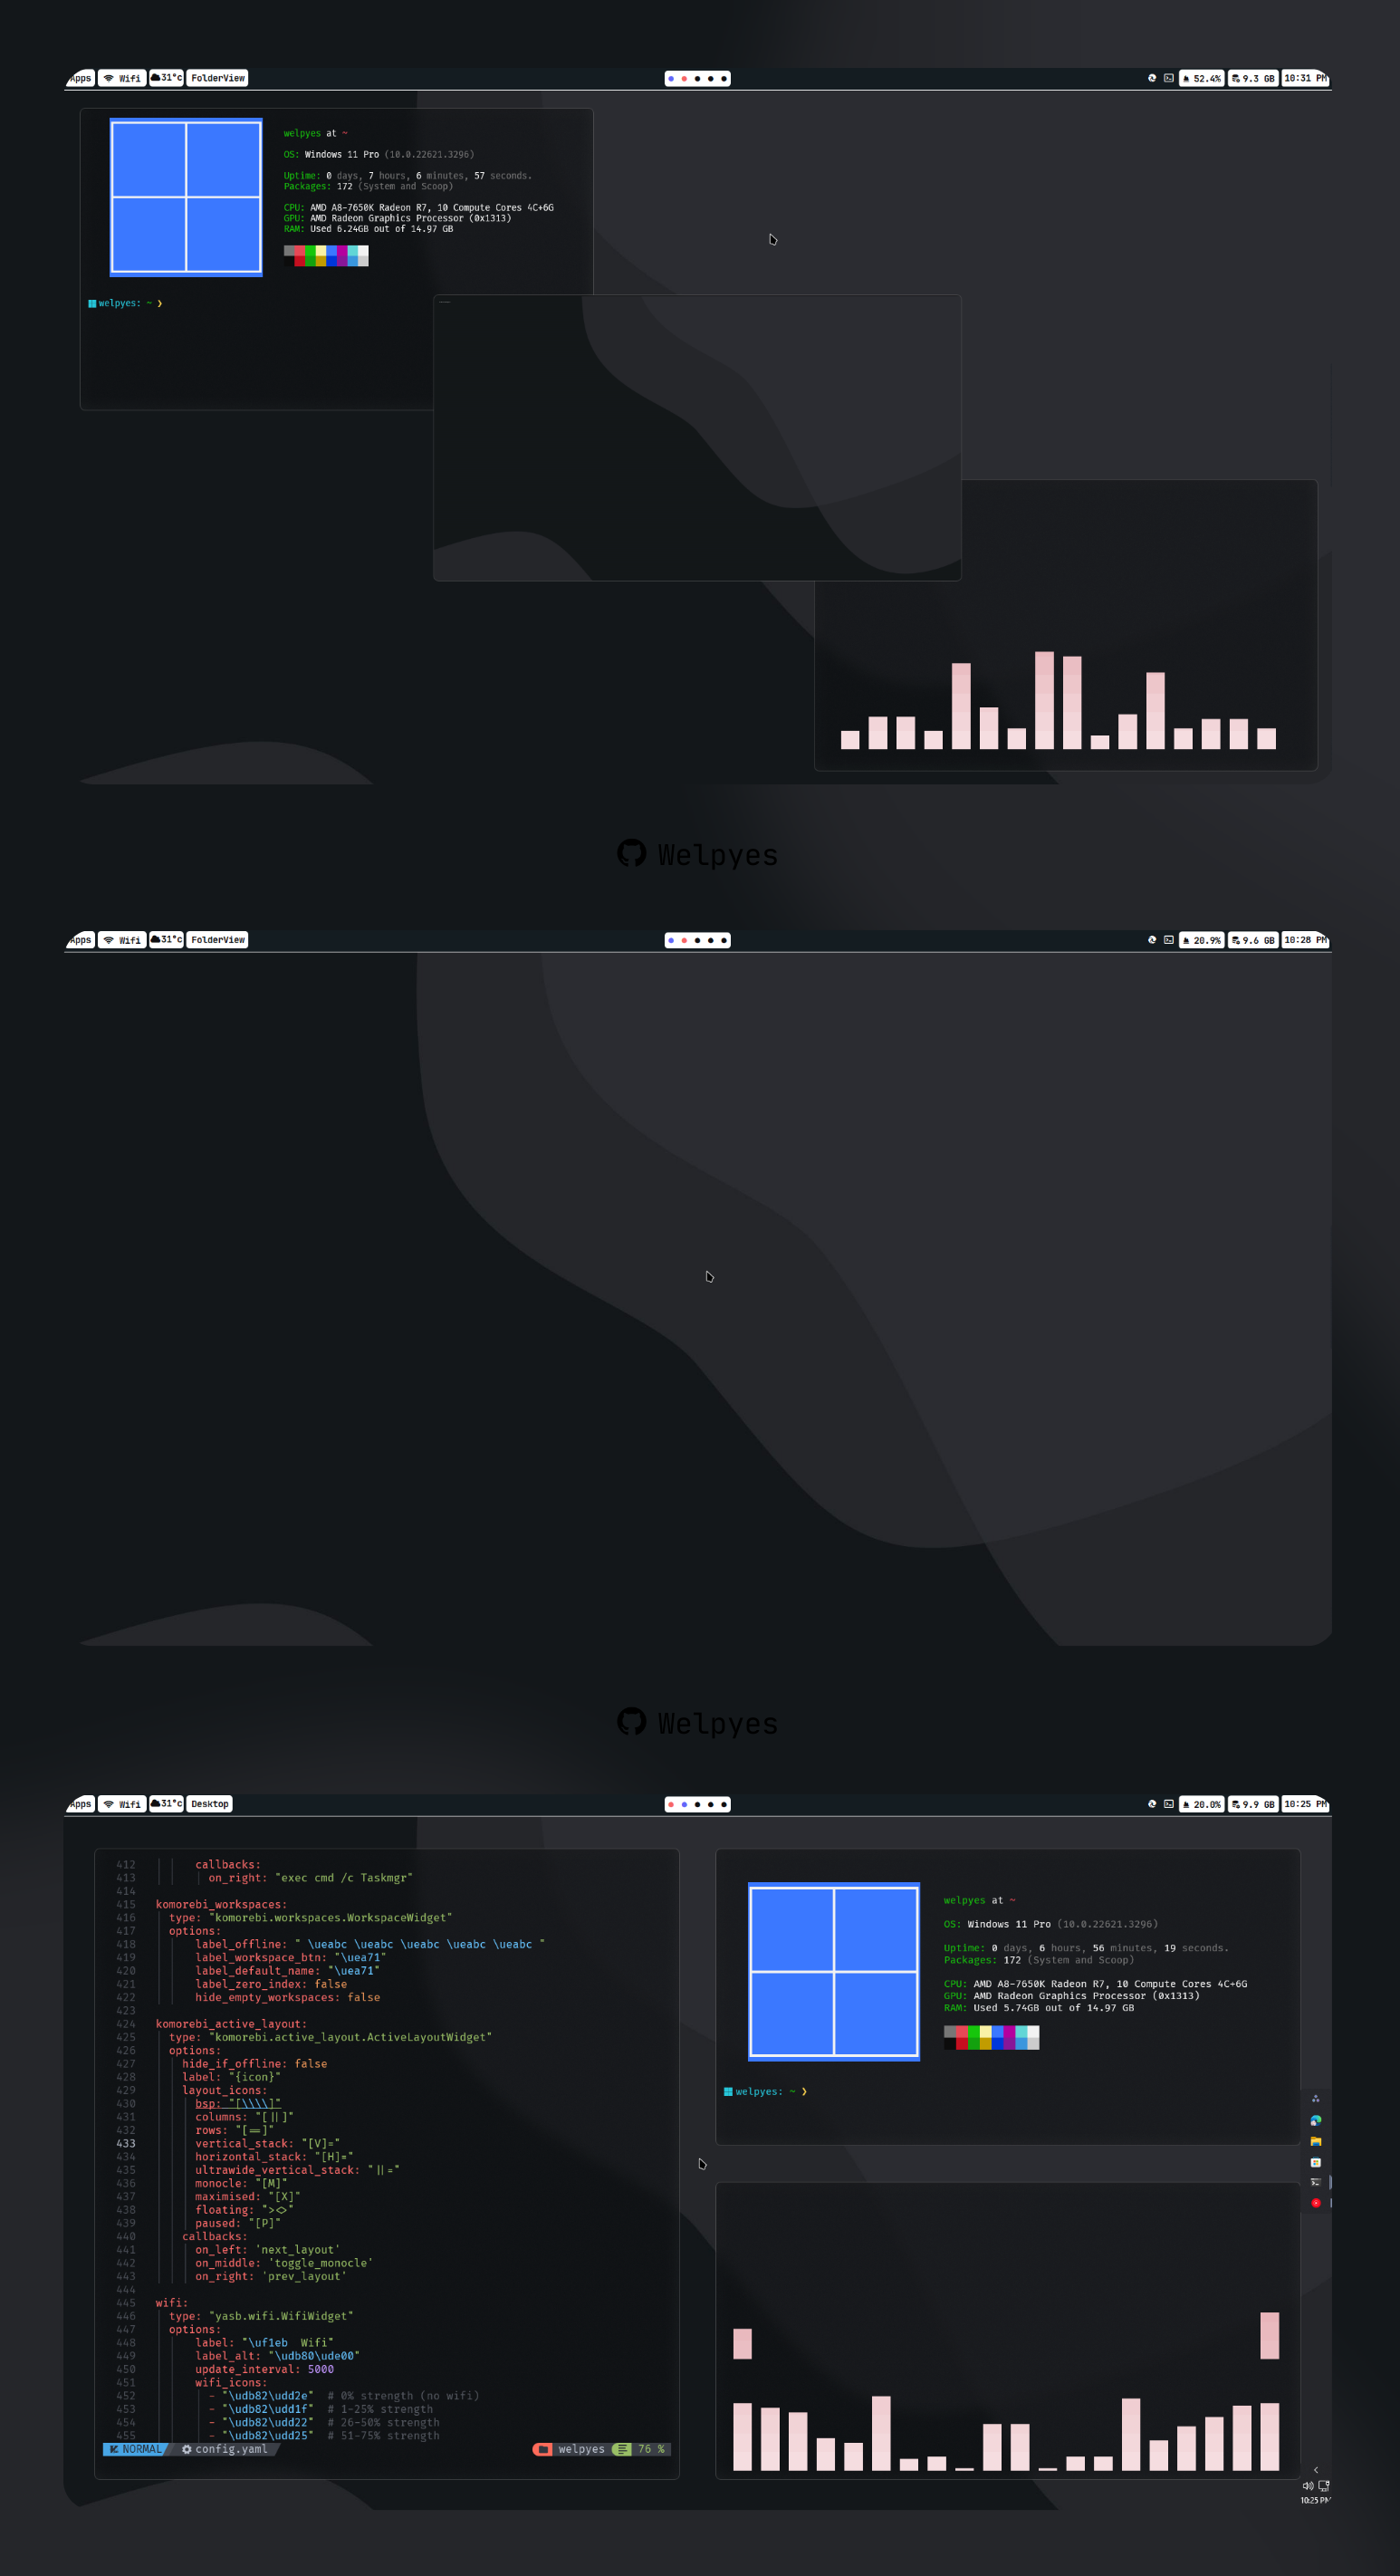 Apps Wifi 31°c FolderView 52.4% 9.3 GB 10:31 PM
welpyes at ~
OS: Windows 11 Pro (10.0.22621.3296)
Uptime: 0 days, 7 hours, 6 minutes, 57 seconds.
Packages: 172 (System and Scoop)
CPU: AMD A8-7650K Radeon R7, 10 Compute Cores 4C+6G
GPU: AMD Radeon Graphics Processor (0x1313)
RAM: Used 6.24GB out of 14.97 GB
welpyes: ~ ❯
Welpyes
Apps Wifi 31°c FolderView 20.9% 9.6 GB 10:28 PM
Welpyes
Apps Wifi 31°c Desktop 20.0% 9.9 GB 10:25 PM
412 callbacks:
413 on_right: "exec cmd /c Taskmgr"
414
415 komorebi_workspaces:
416 type: "komorebi.workspaces.WorkspaceWidget"
417 options:
418 label_offline: " \ueabc \ueabc \ueabc \ueabc \ueabc "
419 label_workspace_btn: "\uea71"
420 label_default_name: "\uea71"
421 label_zero_index: false
422 hide_empty_workspaces: false
423
424 komorebi_active_layout:
425 type: "komorebi.active_layout.ActiveLayoutWidget"
426 options:
427 hide_if_offline: false
428 label: "{icon}"
429 layout_icons:
430 bsp: "[\\\\]"
431 columns: "[||]"
432 rows: "[==]"
433 vertical_stack: "[V]="
434 horizontal_stack: "[H]="
435 ultrawide_vertical_stack: "||="
436 monocle: "[M]"
437 maximised: "[X]"
438 floating: "><>"
439 paused: "[P]"
440 callbacks:
441 on_left: 'next_layout'
442 on_middle: 'toggle_monocle'
443 on_right: 'prev_layout'
444
445 wifi:
446 type: "yasb.wifi.WifiWidget"
447 options:
448 label: "\uf1eb  Wifi"
449 label_alt: "\udb80\ude00"
450 update_interval: 5000
451 wifi_icons:
452 - "\udb82\udd2e"  # 0% strength (no wifi)
453 - "\udb82\udd1f"  # 1-25% strength
454 - "\udb82\udd22"  # 26-50% strength
455 - "\udb82\udd25"  # 51-75% strength
NORMAL config.yaml welpyes 76 %
welpyes at ~
OS: Windows 11 Pro (10.0.22621.3296)
Uptime: 0 days, 6 hours, 56 minutes, 19 seconds.
Packages: 172 (System and Scoop)
CPU: AMD A8-7650K Radeon R7, 10 Compute Cores 4C+6G
GPU: AMD Radeon Graphics Processor (0x1313)
RAM: Used 5.74GB out of 14.97 GB
welpyes: ~ ❯
10:25 PM